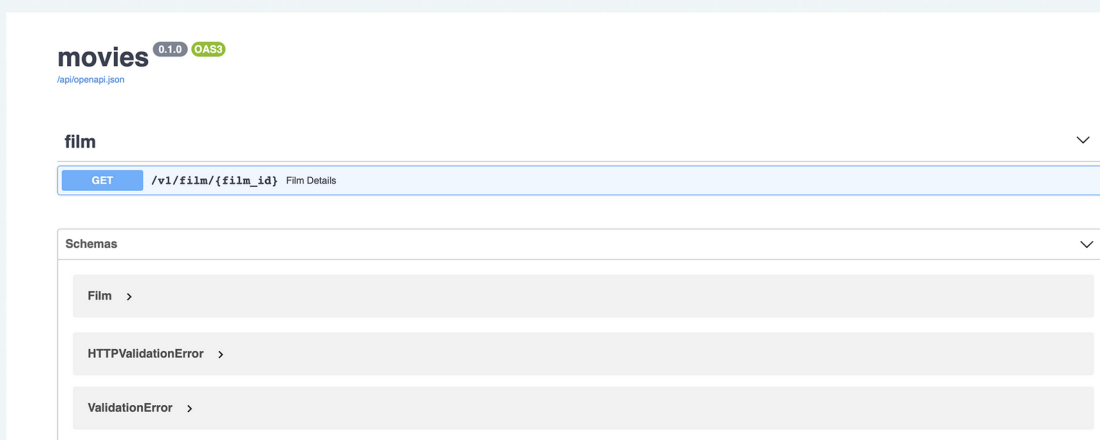 movies 0.1.0 OAS3
/api/openapi.json
film
GET /v1/film/{film_id} Film Details
Schemas
Film
HTTPValidationError
ValidationError